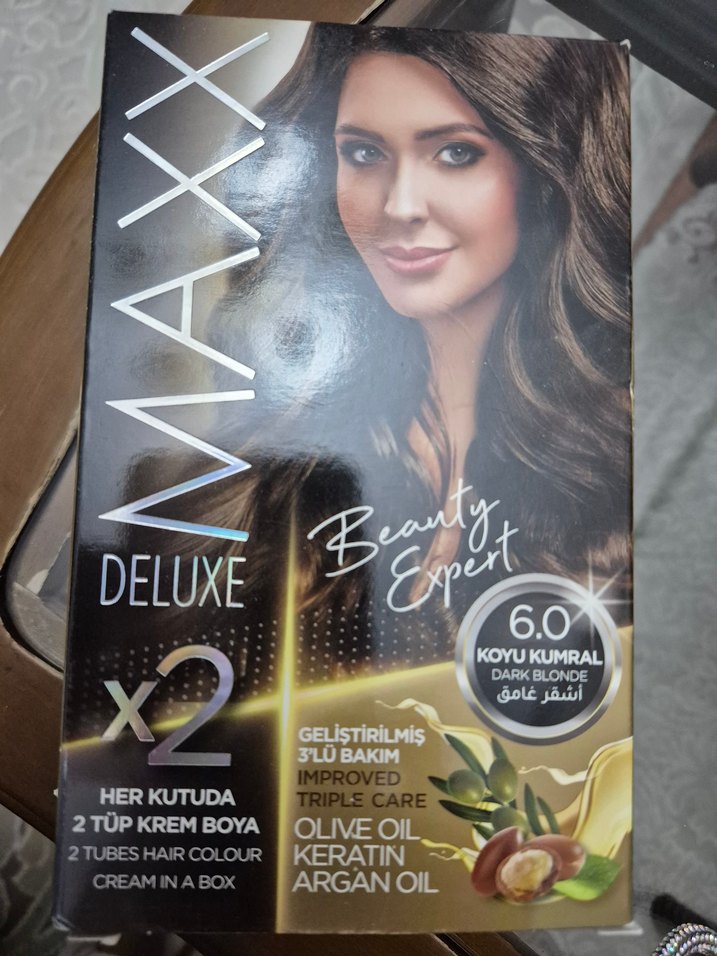 MAXX
DELUXE
Beauty
Expert
6.0
KOYU KUMRAL
DARK BLONDE
أشقر غامق
x2
HER KUTUDA
2 TÜP KREM BOYA
2 TUBES HAIR COLOUR
CREAM IN A BOX
GELİŞTİRİLMİŞ
3'LÜ BAKIM
IMPROVED
TRIPLE CARE
OLIVE OIL
KERATIN
ARGAN OIL